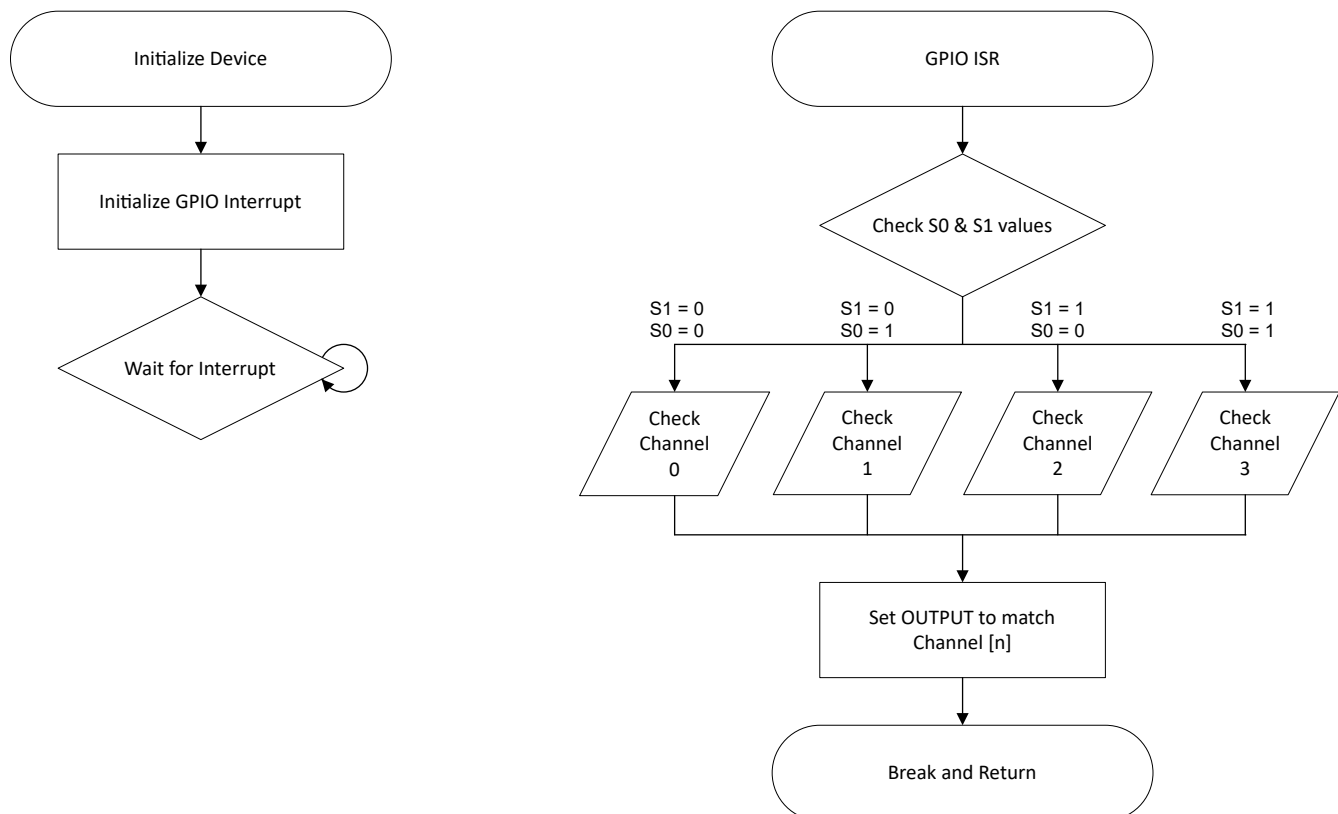 Initialize Device
Initialize GPIO Interrupt
Wait for Interrupt
GPIO ISR
Check S0 & S1 values
S1 = 0
S0 = 0
S1 = 0
S0 = 1
S1 = 1
S0 = 0
S1 = 1
S0 = 1
Check
Channel
0
Check
Channel
1
Check
Channel
2
Check
Channel
3
Set OUTPUT to match
Channel [n]
Break and Return